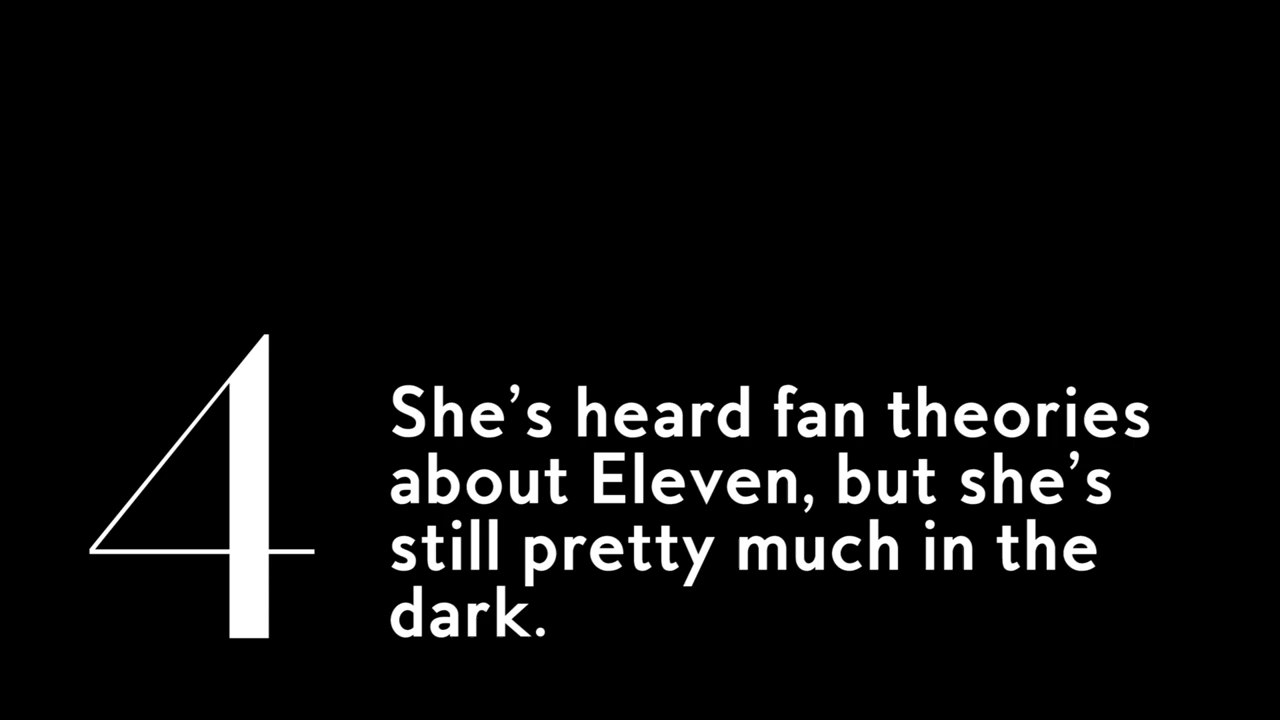 4
She’s heard fan theories
about Eleven, but she’s
still pretty much in the
dark.